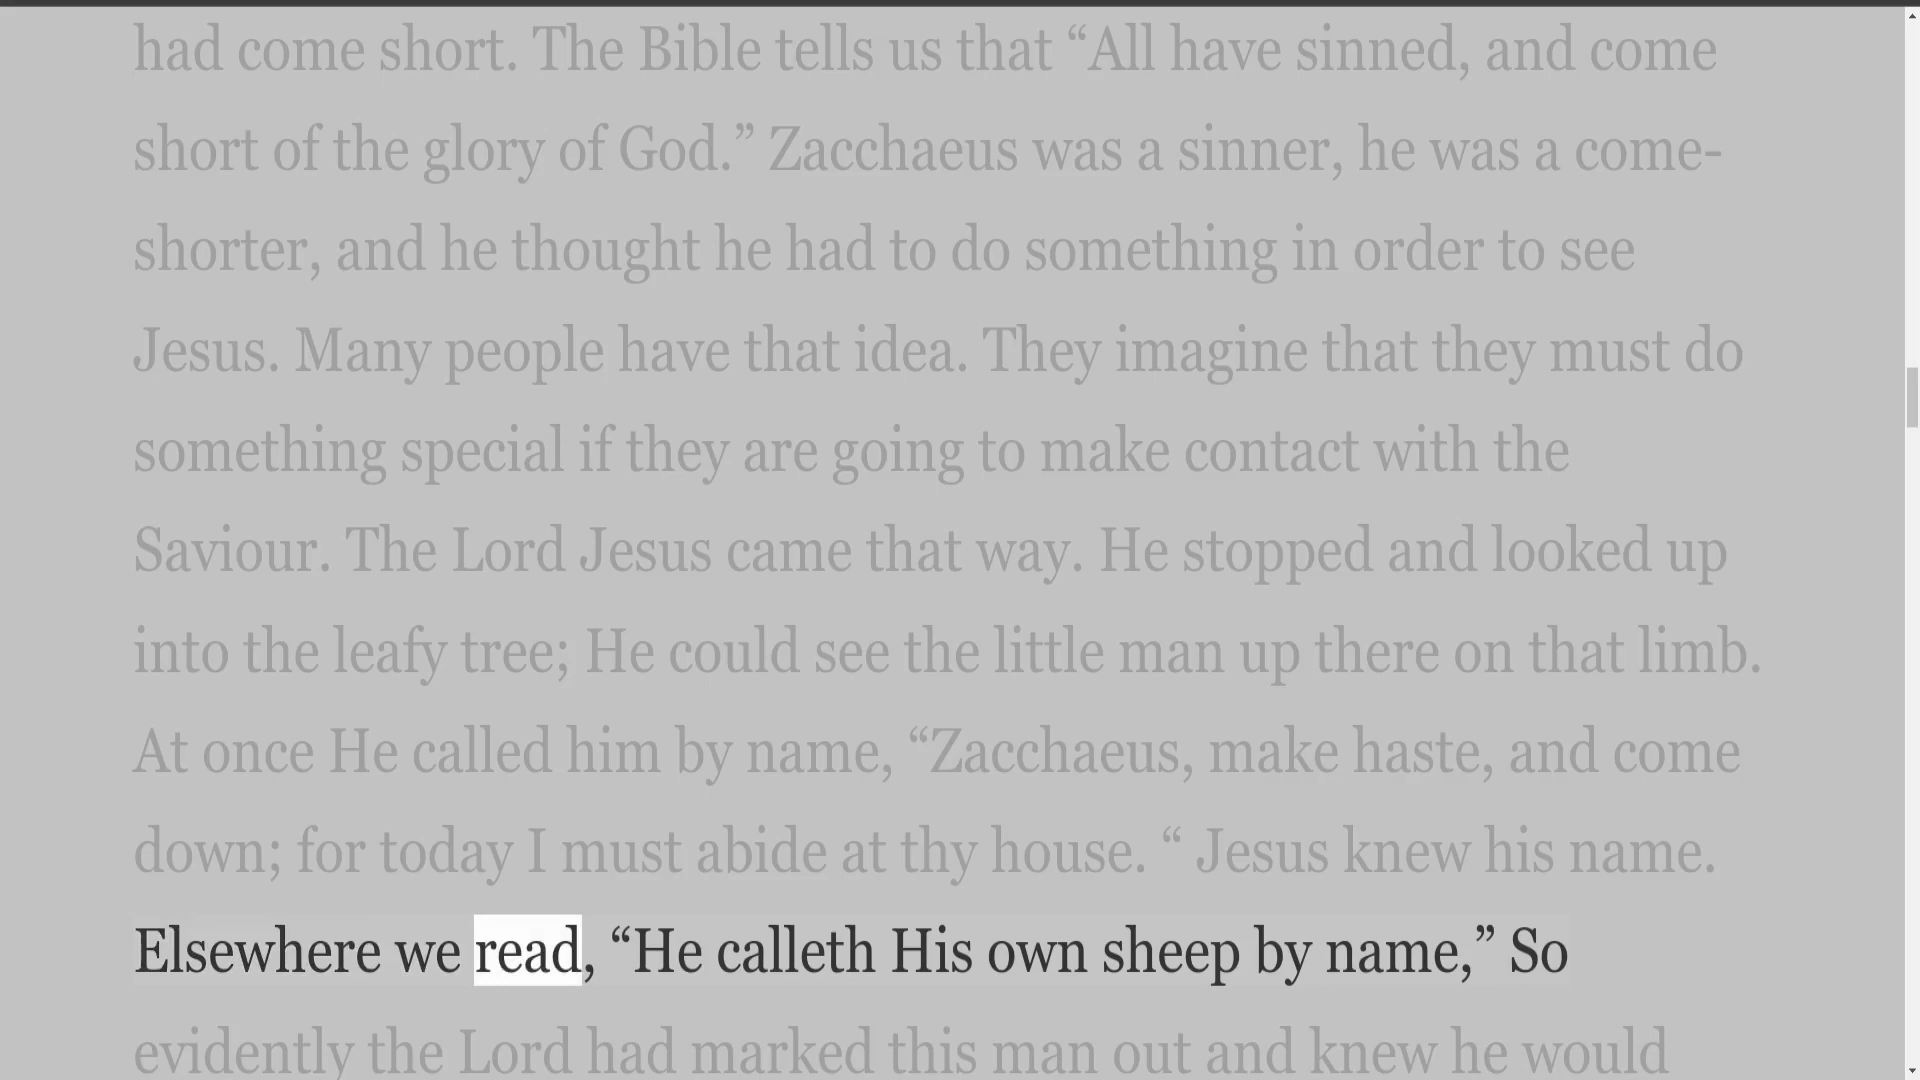 had come short. The Bible tells us that “All have sinned, and come
short of the glory of God.” Zacchaeus was a sinner, he was a come-
shorter, and he thought he had to do something in order to see
Jesus. Many people have that idea. They imagine that they must do
something special if they are going to make contact with the
Saviour. The Lord Jesus came that way. He stopped and looked up
into the leafy tree; He could see the little man up there on that limb.
At once He called him by name, “Zacchaeus, make haste, and come
down; for today I must abide at thy house. “ Jesus knew his name.
Elsewhere we read, “He calleth His own sheep by name,” So
evidently the Lord had marked this man out and knew he would